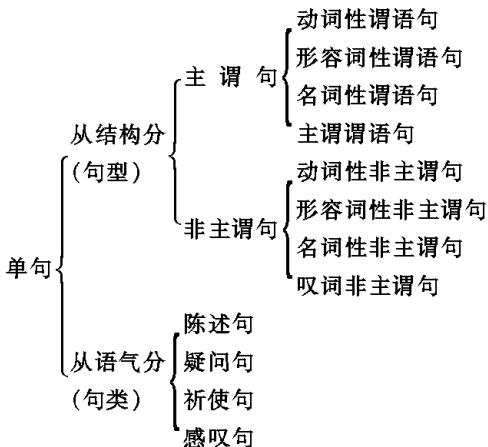 单句
从结构分
(句型)
主谓句
动词性谓语句
形容词性谓语句
名词性谓语句
主谓谓语句
非主谓句
动词性非主谓句
形容词性非主谓句
名词性非主谓句
叹词非主谓句
从语气分
(句类)
陈述句
疑问句
祈使句
感叹句